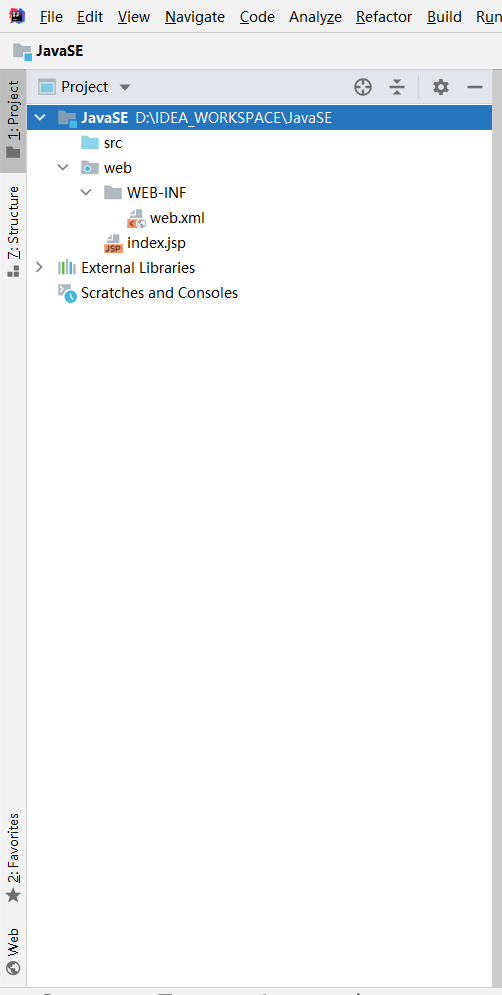 File Edit View Navigate Code Analyze Refactor Build
JavaSE
1: Project
Project
JavaSE D:\IDEA_WORKSPACE\JavaSE
src
web
WEB-INF
web.xml
index.jsp
JSP
External Libraries
Scratches and Consoles
7: Structure
2: Favorites
Web